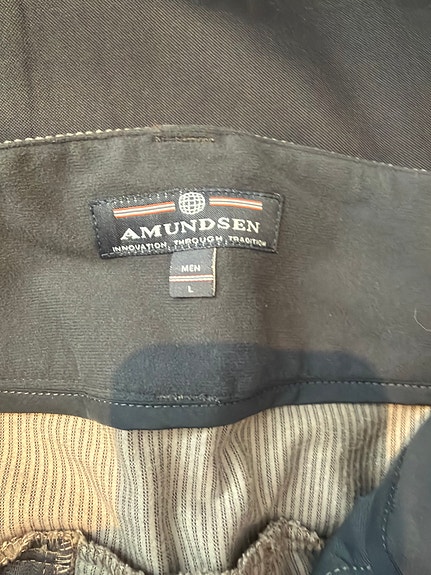 AMUNDSEN
INNOVATION THROUGH TRADITION
MEN
L